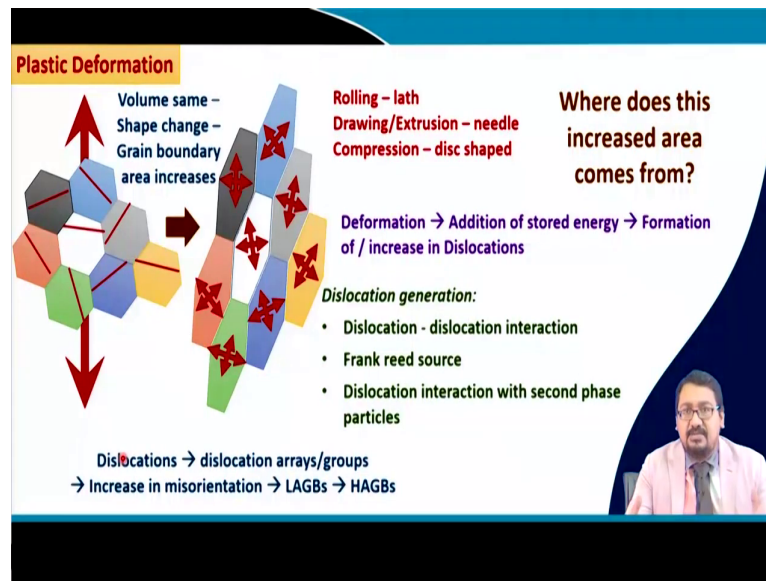 Plastic Deformation
Volume same –
Shape change –
Grain boundary
area increases
Rolling – lath
Drawing/Extrusion – needle
Compression – disc shaped
Where does this
increased area
comes from?
Deformation → Addition of stored energy → Formation
of / increase in Dislocations
Dislocation generation:
• Dislocation - dislocation interaction
• Frank reed source
• Dislocation interaction with second phase
particles
Dislocations → dislocation arrays/groups
→ Increase in misorientation → LAGBs → HAGBs